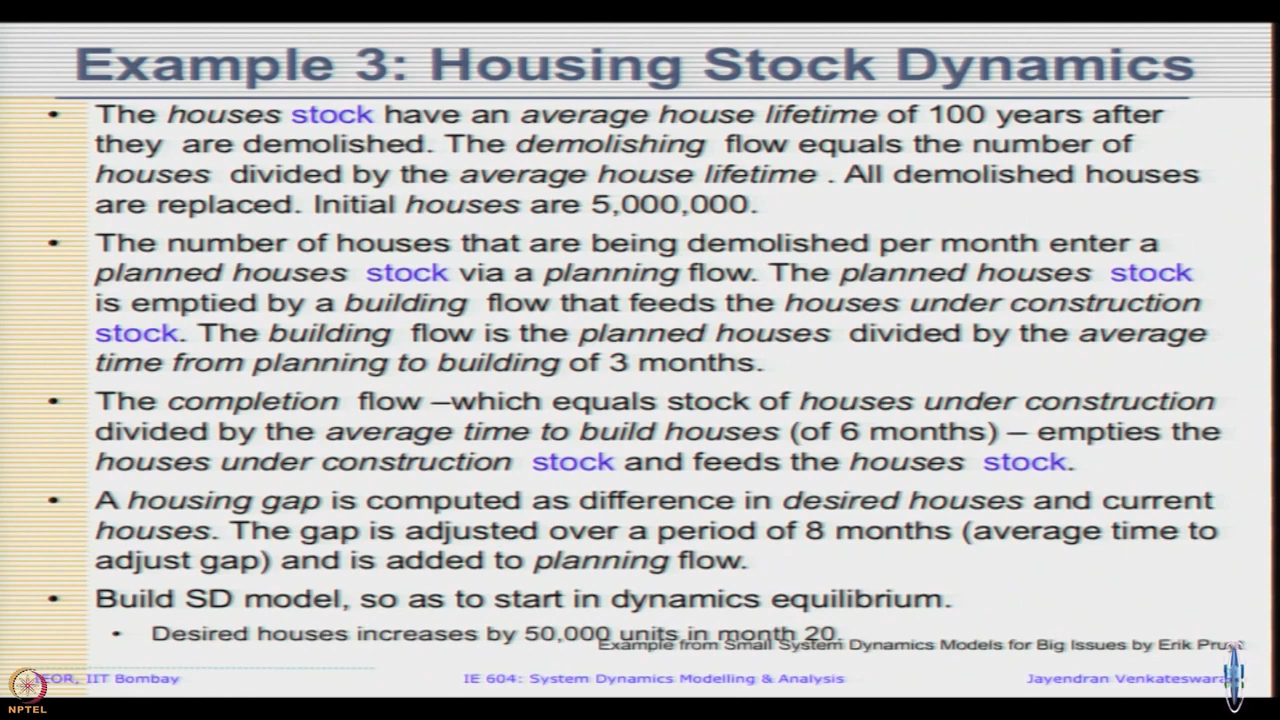 Example 3: Housing Stock Dynamics
• The houses stock have an average house lifetime of 100 years after
they are demolished. The demolishing flow equals the number of
houses divided by the average house lifetime . All demolished houses
are replaced. Initial houses are 5,000,000.
• The number of houses that are being demolished per month enter a
planned houses stock via a planning flow. The planned houses stock
is emptied by a building flow that feeds the houses under construction
stock. The building flow is the planned houses divided by the average
time from planning to building of 3 months.
• The completion flow –which equals stock of houses under construction
divided by the average time to build houses (of 6 months) – empties the
houses under construction stock and feeds the houses stock.
• A housing gap is computed as difference in desired houses and current
houses. The gap is adjusted over a period of 8 months (average time to
adjust gap) and is added to planning flow.
• Build SD model, so as to start in dynamics equilibrium.
• Desired houses increases by 50,000 units in month 20.
Example from Small System Dynamics Models for Big Issues by Erik
IEOR, IIT Bombay
IE 604: System Dynamics Modelling & Analysis
Jayendran
NPTEL